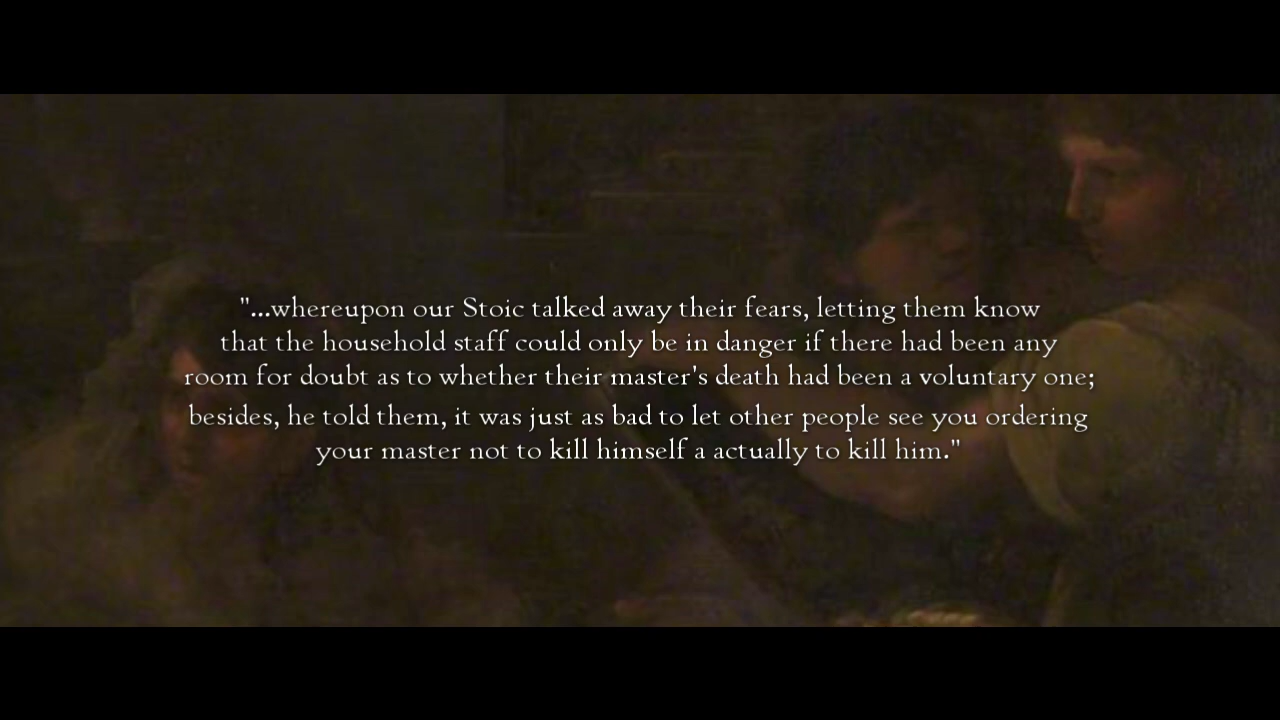 "...whereupon our Stoic talked away their fears, letting them know
that the household staff could only be in danger if there had been any
room for doubt as to whether their master's death had been a voluntary one;
besides, he told them, it was just as bad to let other people see you ordering
your master not to kill himself a actually to kill him."